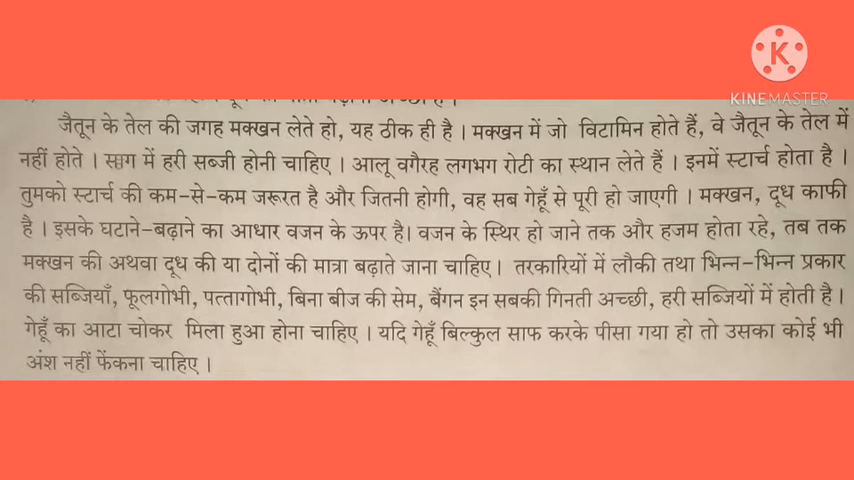 K
KINEMASTER
जैतून के तेल की जगह मक्खन लेते हो, यह ठीक ही है। मक्खन में जो विटामिन होते हैं, वे जैतून के तेल में
नहीं होते। साग में हरी सब्जी होनी चाहिए। आलू वगैरह लगभग रोटी का स्थान लेते हैं। इनमें स्टार्च होता है।
तुमको स्टार्च की कम-से-कम जरूरत है और जितनी होगी, वह सब गेहूँ से पूरी हो जाएगी। मक्खन, दूध काफी
है। इसके घटाने-बढ़ाने का आधार वजन के ऊपर है। वजन के स्थिर हो जाने तक और हजम होता रहे, तब तक
मक्खन की अथवा दूध की या दोनों की मात्रा बढ़ाते जाना चाहिए। तरकारियों में लौकी तथा भिन्न-भिन्न प्रकार
की सब्जियाँ, फूलगोभी, पत्तागोभी, बिना बीज की सेम, बैंगन इन सबकी गिनती अच्छी, हरी सब्जियों में होती है।
गेहूँ का आटा चोकर मिला हुआ होना चाहिए। यदि गेहूँ बिल्कुल साफ करके पीसा गया हो तो उसका कोई भी
अंश नहीं फेंकना चाहिए।